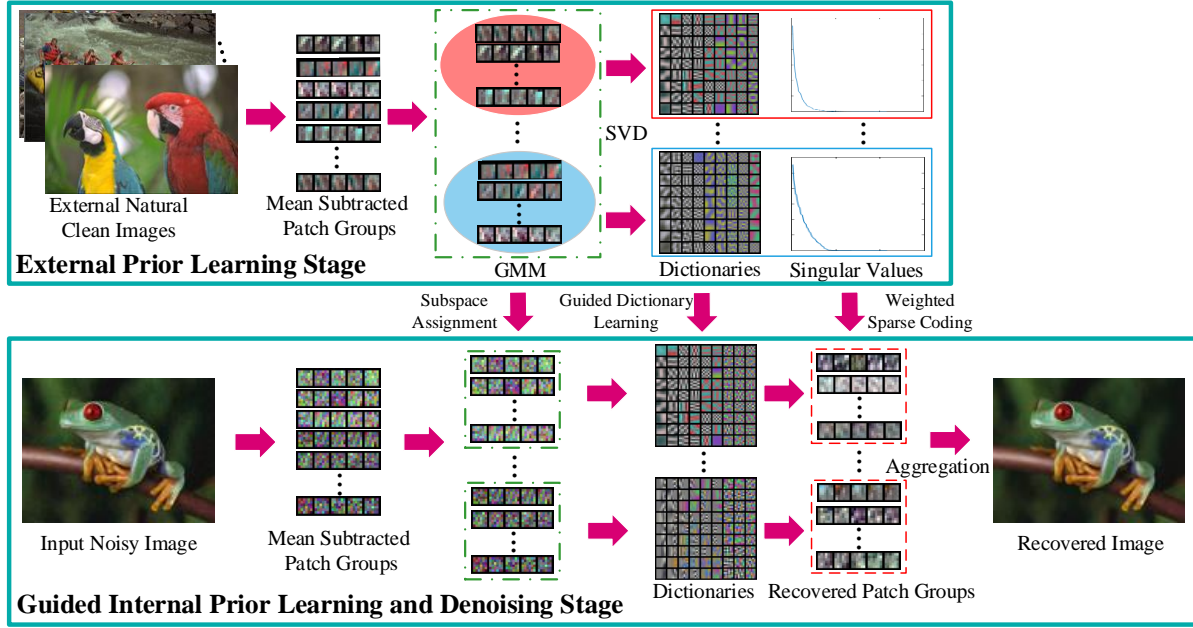 External Natural
Clean Images
Mean Subtracted
Patch Groups
GMM
SVD
Dictionaries
Singular Values
External Prior Learning Stage
Subspace
Assignment
Guided Dictionary
Learning
Weighted
Sparse Coding
Input Noisy Image
Mean Subtracted
Patch Groups
Dictionaries
Recovered Patch Groups
Aggregation
Recovered Image
Guided Internal Prior Learning and Denoising Stage